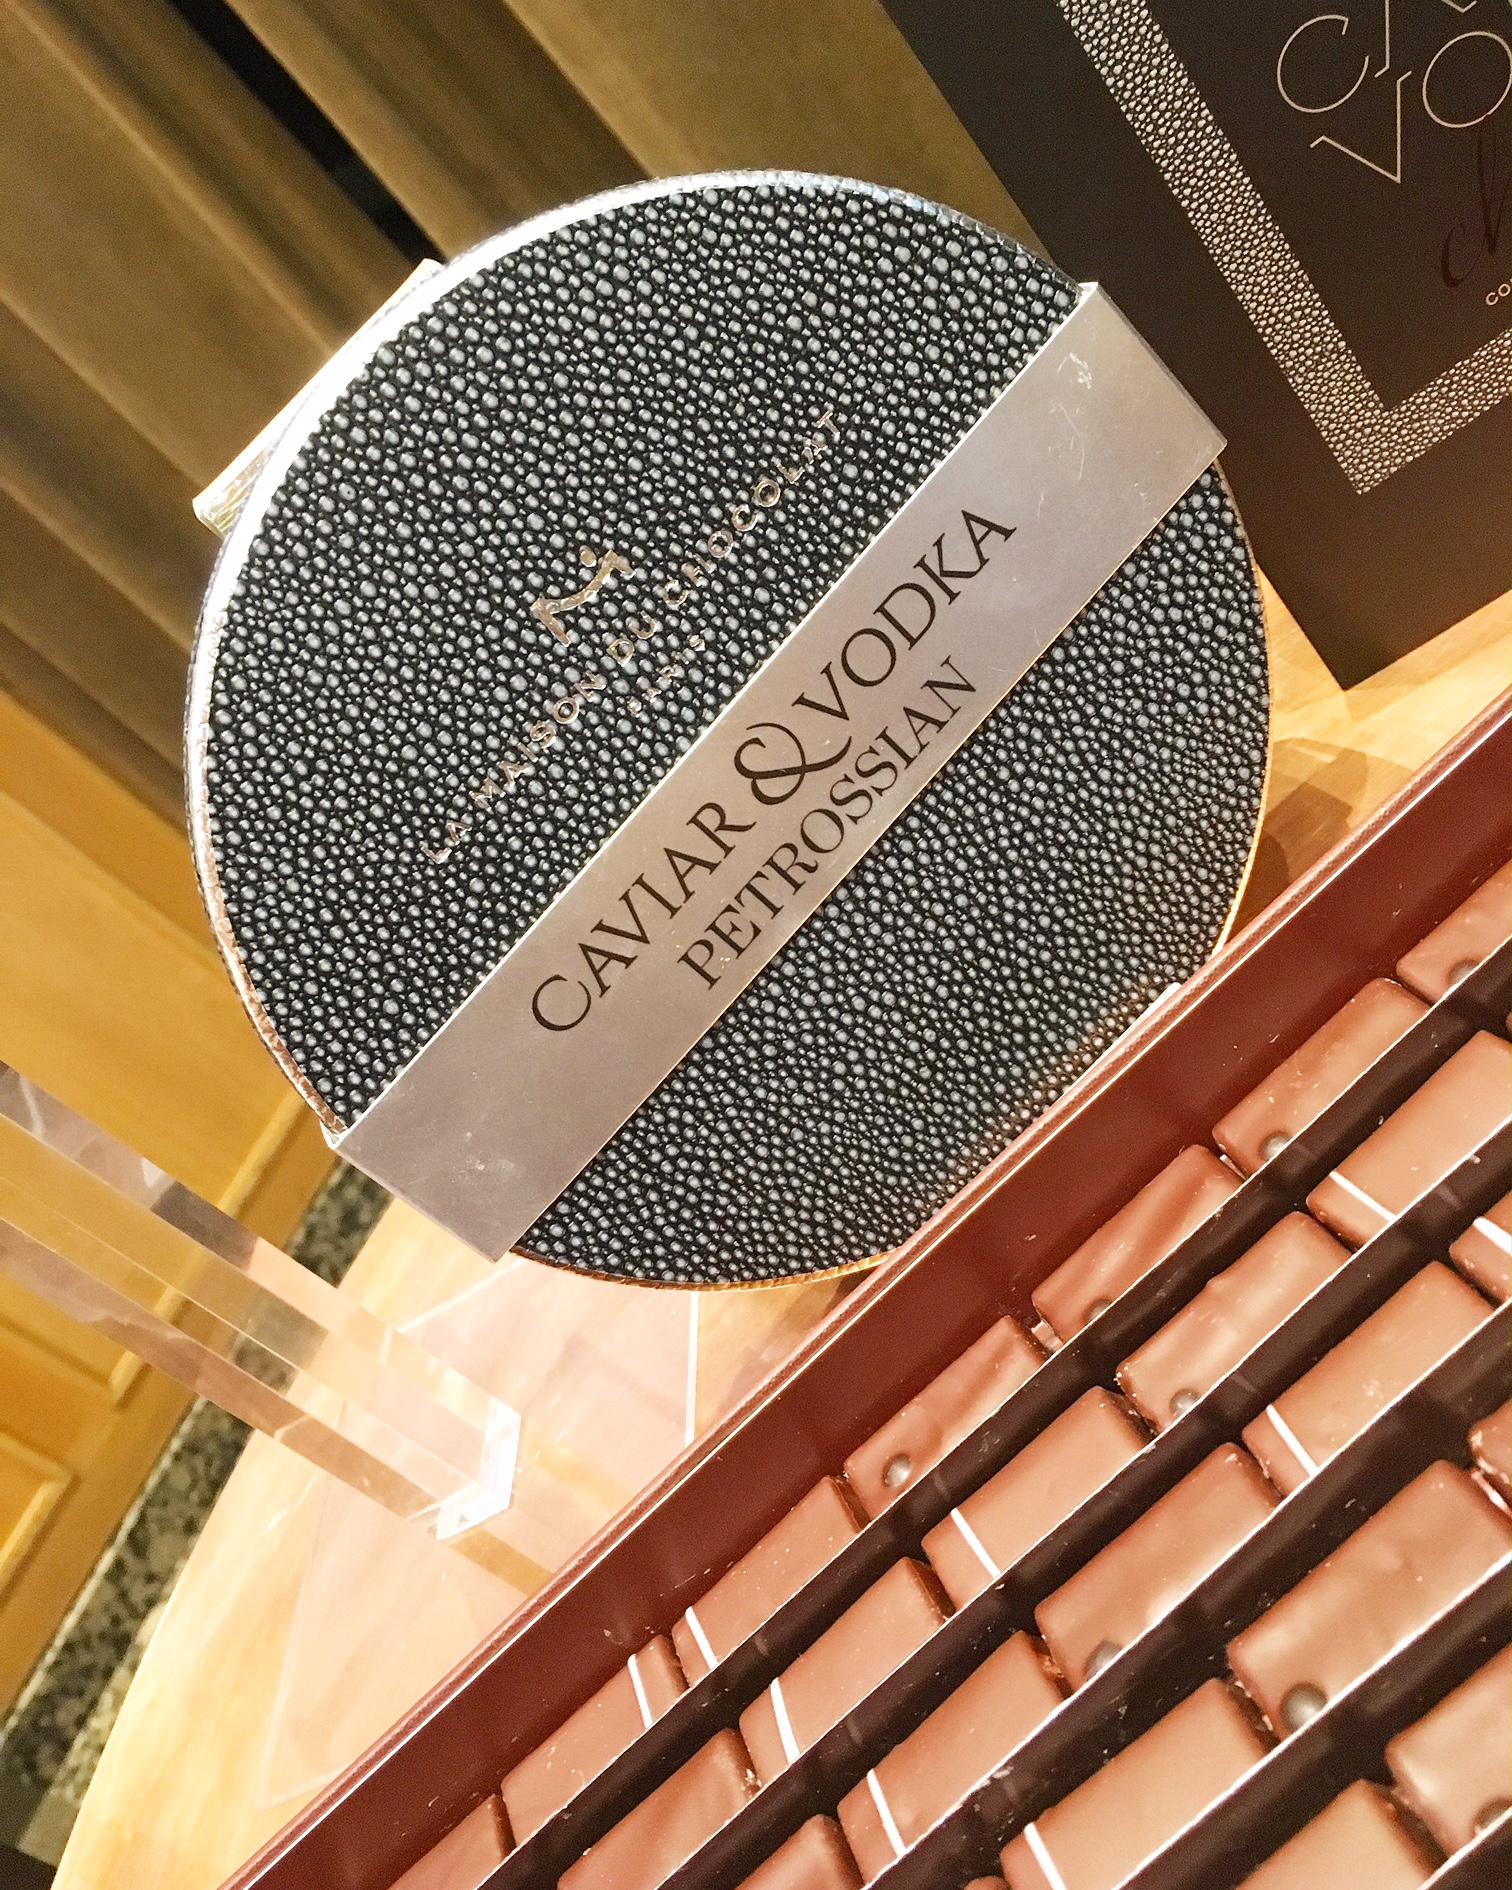 LA MAISON DU CHOCOLAT
PARIS
CAVIAR & VODKA
PETROSSIAN